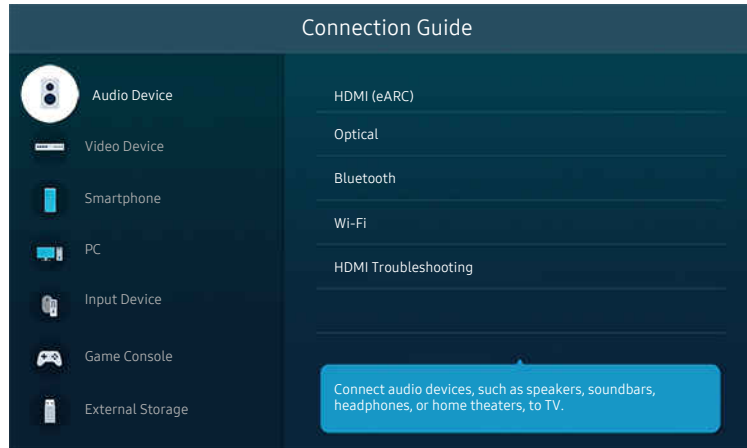 Connection Guide
Audio Device
Video Device
Smartphone
PC
Input Device
Game Console
External Storage
HDMI (eARC)
Optical
Bluetooth
Wi-Fi
HDMI Troubleshooting
Connect audio devices, such as speakers, soundbars,
headphones, or home theaters, to TV.